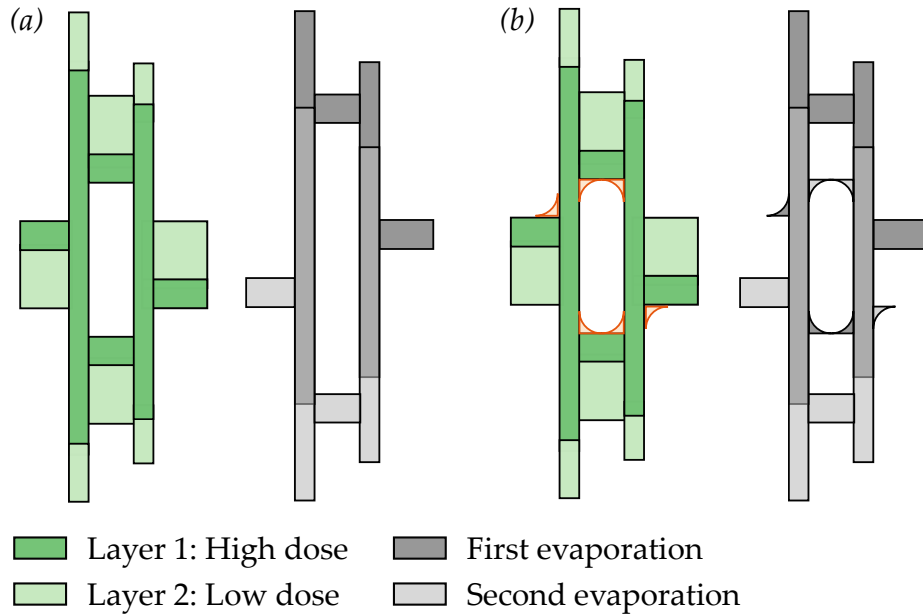 (a)
(b)
Layer 1: High dose
First evaporation
Layer 2: Low dose
Second evaporation